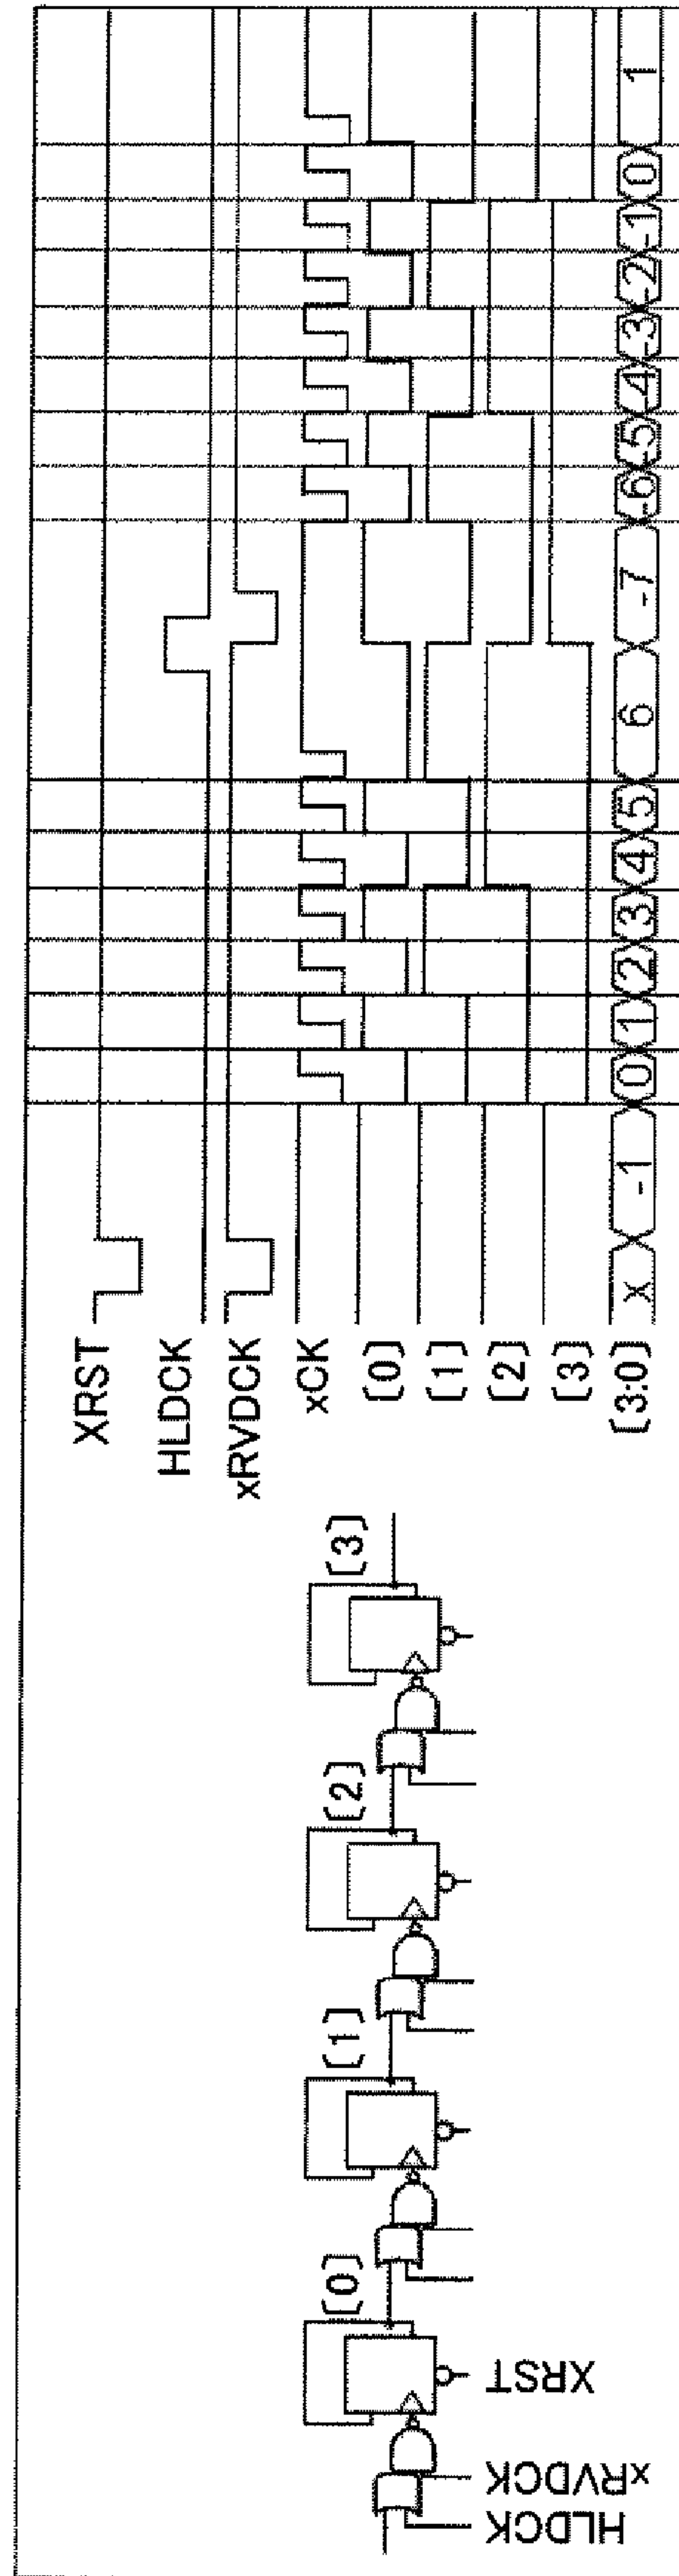 [0]
[1]
[2]
[3]
HLDCK
xRVDCK
XRST
XRST
HLDCK
xRVDCK
xCK
[0]
[1]
[2]
[3]
[3:0] x -1 0 1 2 3 4 5 6 -7 -6 -5 -4 -3 -2 -1 0 1